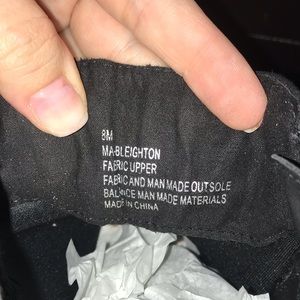 8M
MA-BLEIGHTON
FABRIC UPPER
FABRIC AND MAN MADE OUTSOLE
BALANCE MAN MADE MATERIALS
MADE IN CHINA